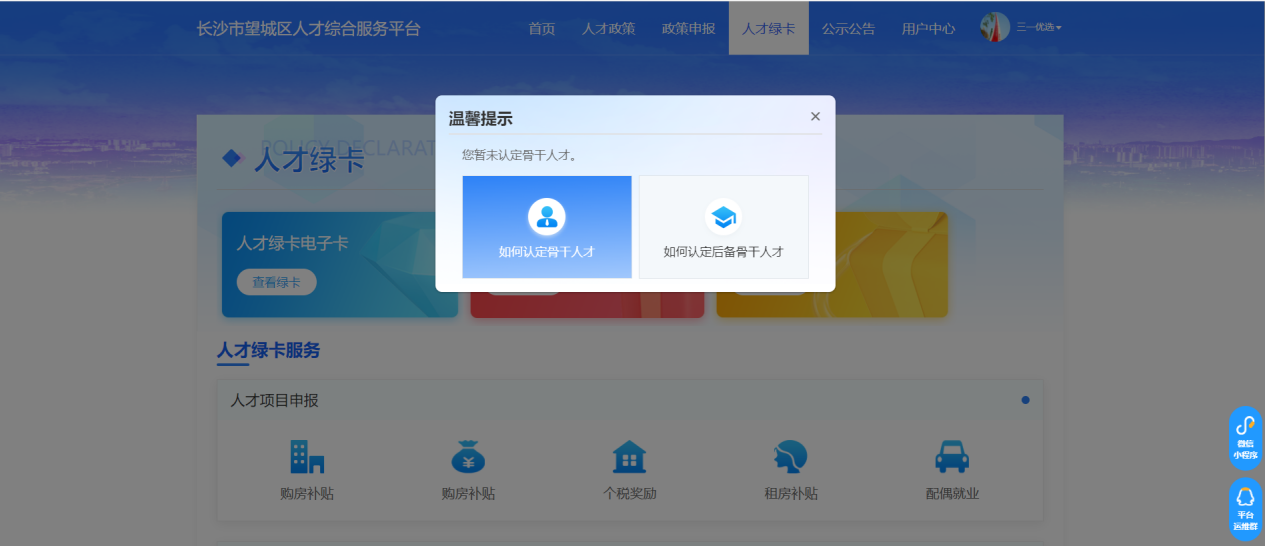 长沙市望城区人才综合服务平台
首页 人才政策 政策申报 人才绿卡 公示公告 用户中心 三一优选
温馨提示
×
您暂未认定骨干人才。
如何认定骨干人才 如何认定后备骨干人才
POLICY DECLARAT
人才绿卡
人才绿卡电子卡
查看绿卡
人才绿卡服务
人才项目申报
购房补贴 购房补贴 个税奖励 租房补贴 配偶就业
微信
小程序
平台
运维群